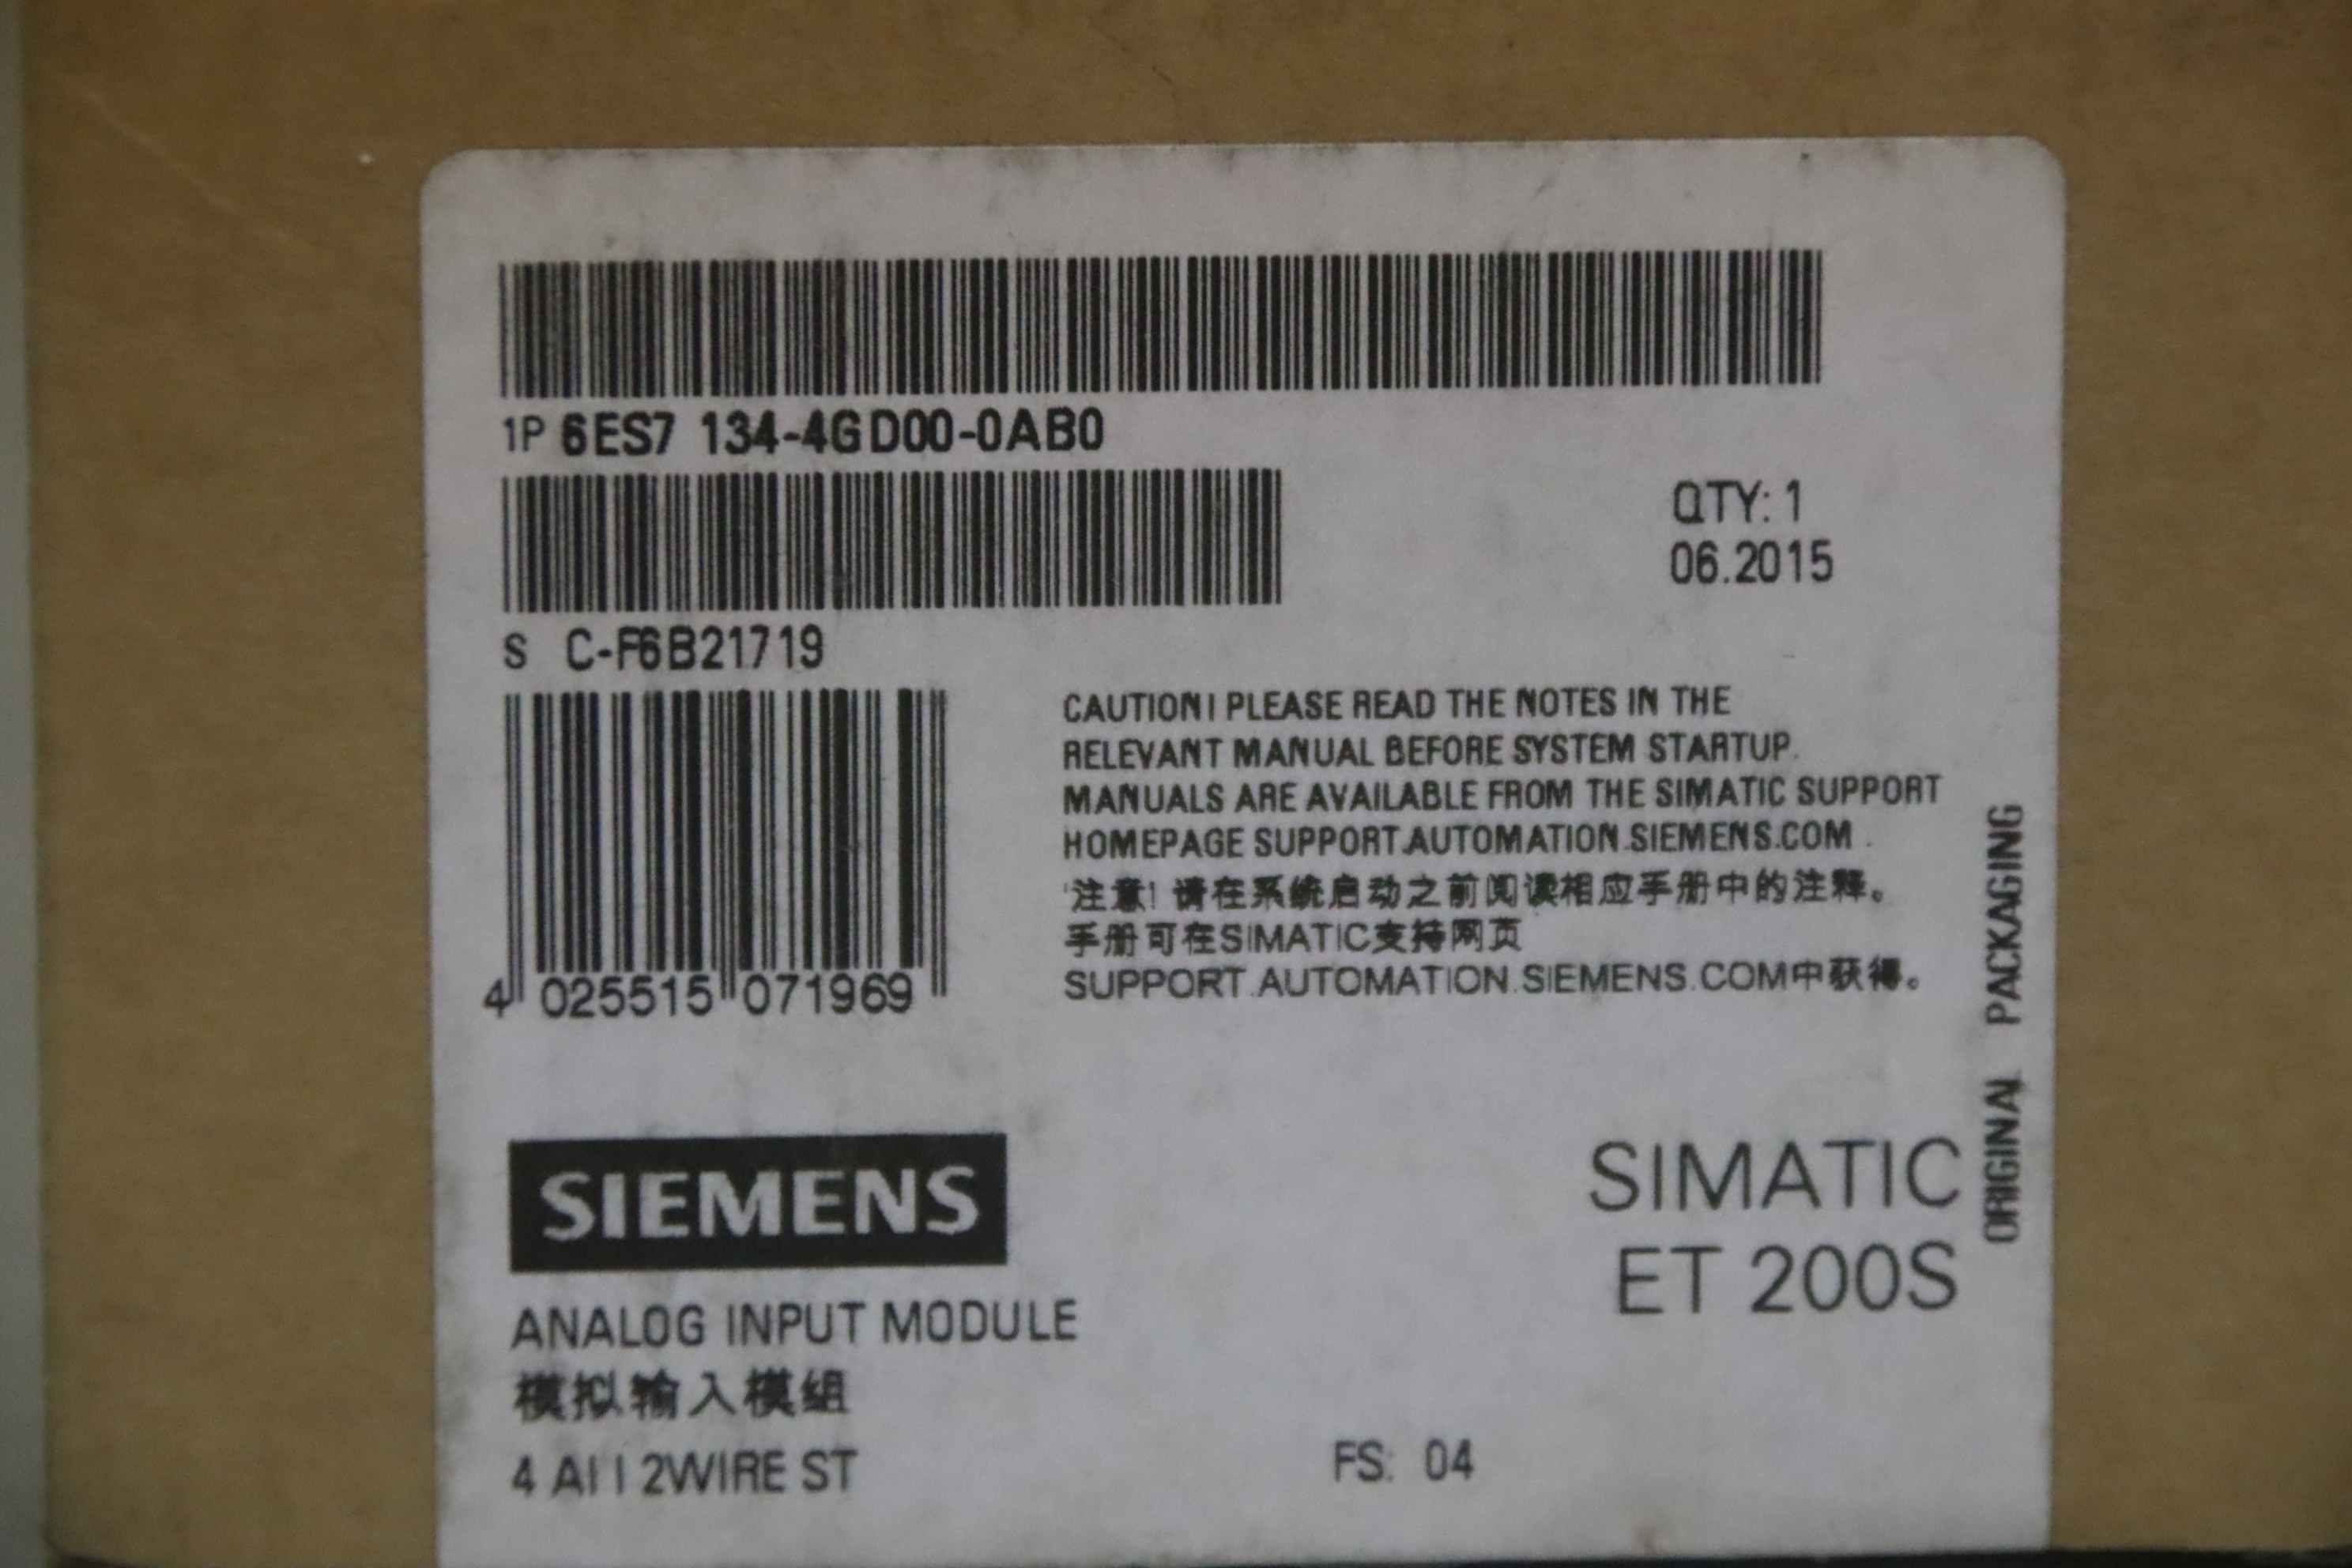 1P 6ES7 134-4GD00-0AB0
QTY: 1
06.2015
S C-F6B21719
4 025515 071969
CAUTION! PLEASE READ THE NOTES IN THE
RELEVANT MANUAL BEFORE SYSTEM STARTUP.
MANUALS ARE AVAILABLE FROM THE SIMATIC SUPPORT
HOMEPAGE SUPPORT.AUTOMATION.SIEMENS.COM .
'注意! 请在系统启动之前阅读相应手册中的注释。
手册可在SIMATIC支持网页
SUPPORT.AUTOMATION.SIEMENS.COM中获得。
ORIGINAL PACKAGING
SIEMENS
SIMATIC
ET 200S
ANALOG INPUT MODULE
模拟输入模组
4 AI I 2WIRE ST
FS: 04